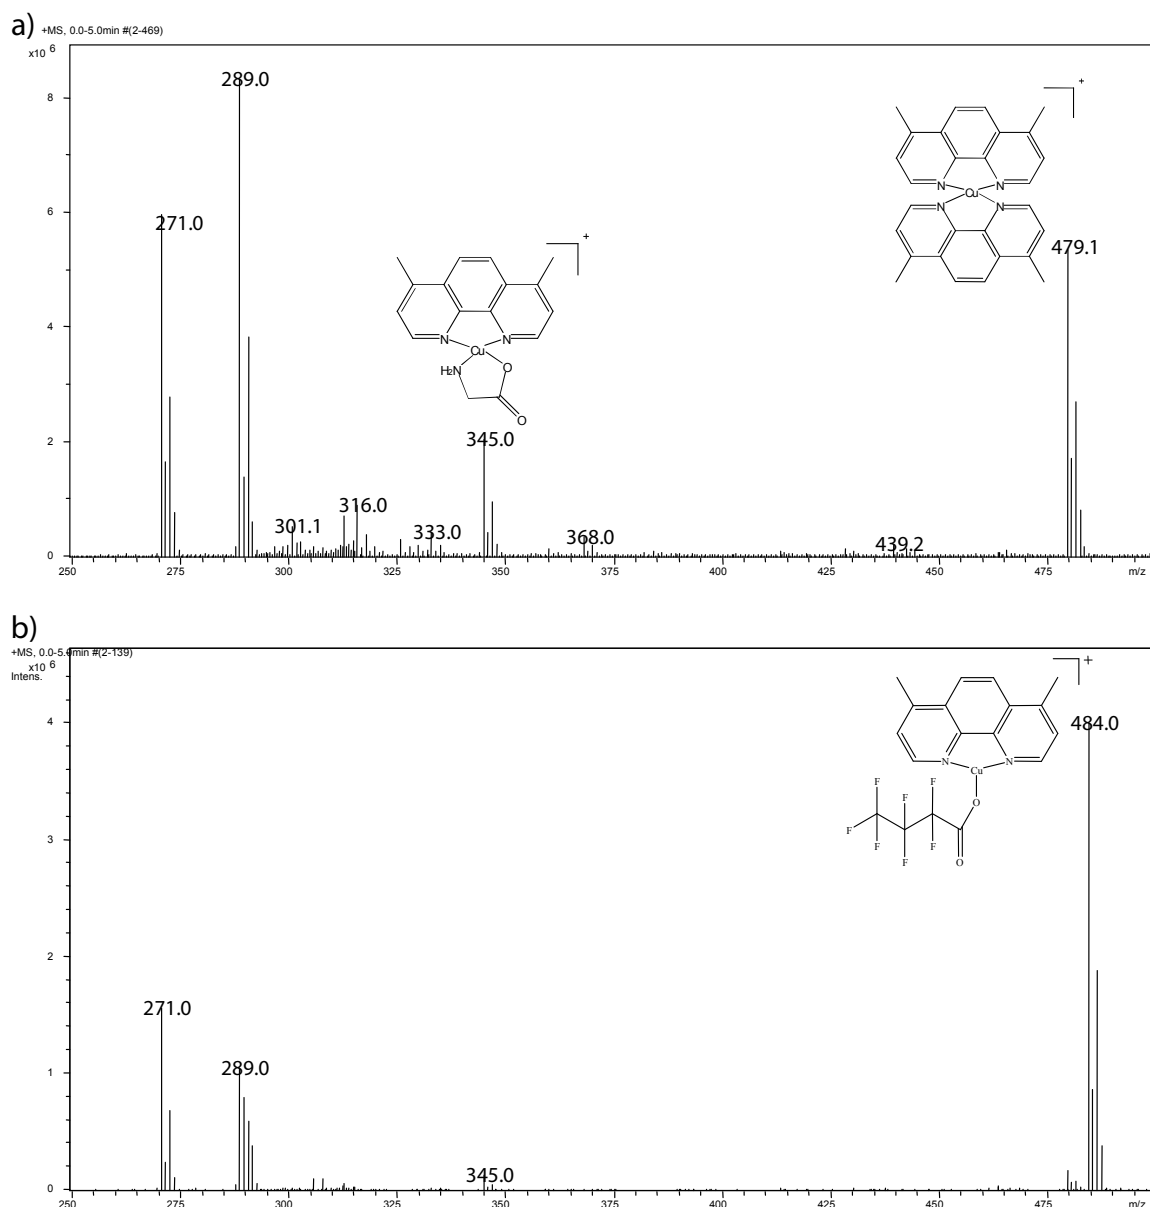 a)
+MS, 0.0-5.0min #(2-469)
x10 6
8
6
4
2
0
289.0
271.0
301.1
316.0
333.0
345.0
368.0
439.2
479.1
+
N N
Cu
N N
+
N N
Cu
H2N O
O
250 275 300 325 350 375 400 425 450 475 m/z
b)
+MS, 0.0-5.0min #(2-139)
x10 6
Intens.
4
3
2
1
0
271.0
289.0
345.0
484.0
+
N N
Cu
F F F O
F
F F F O
250 275 300 325 350 375 400 425 450 475 m/z